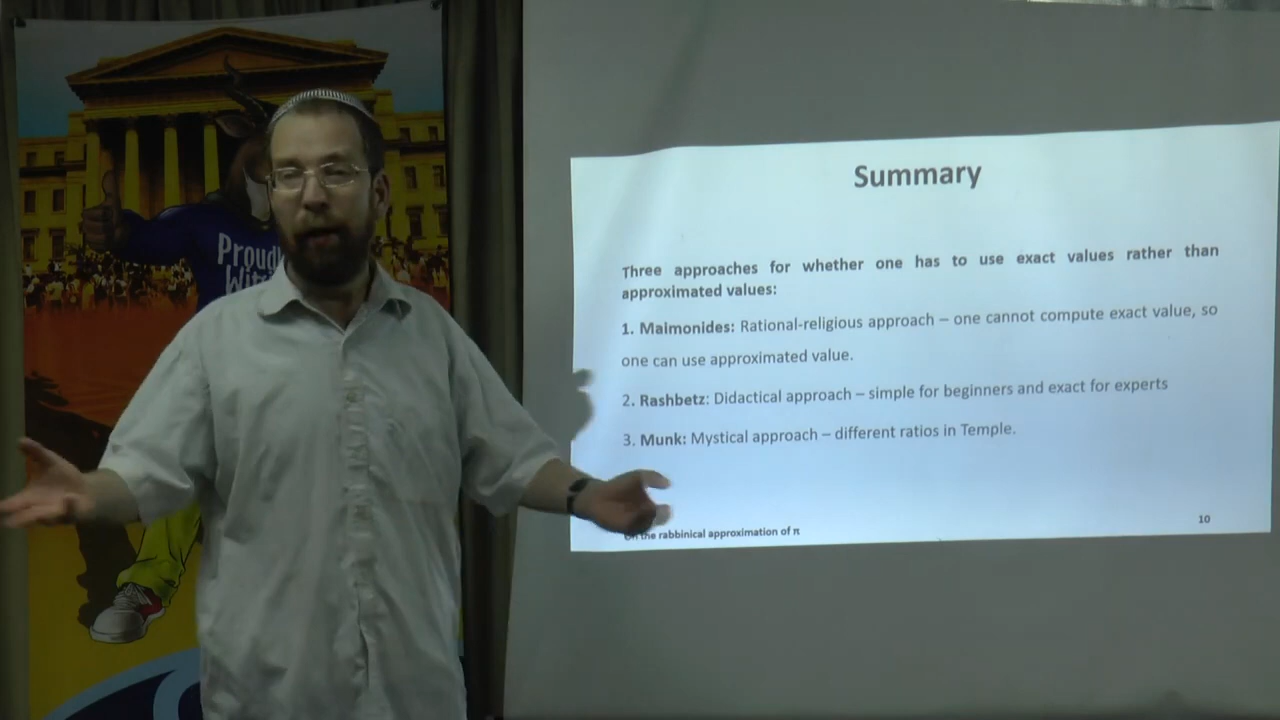 Proud
Wit
Summary
Three approaches for whether one has to use exact values rather than
approximated values:
1. Maimonides: Rational-religious approach – one cannot compute exact value, so
one can use approximated value.
2. Rashbetz: Didactical approach – simple for beginners and exact for experts
3. Munk: Mystical approach – different ratios in Temple.
On the rabbinical approximation of π
10